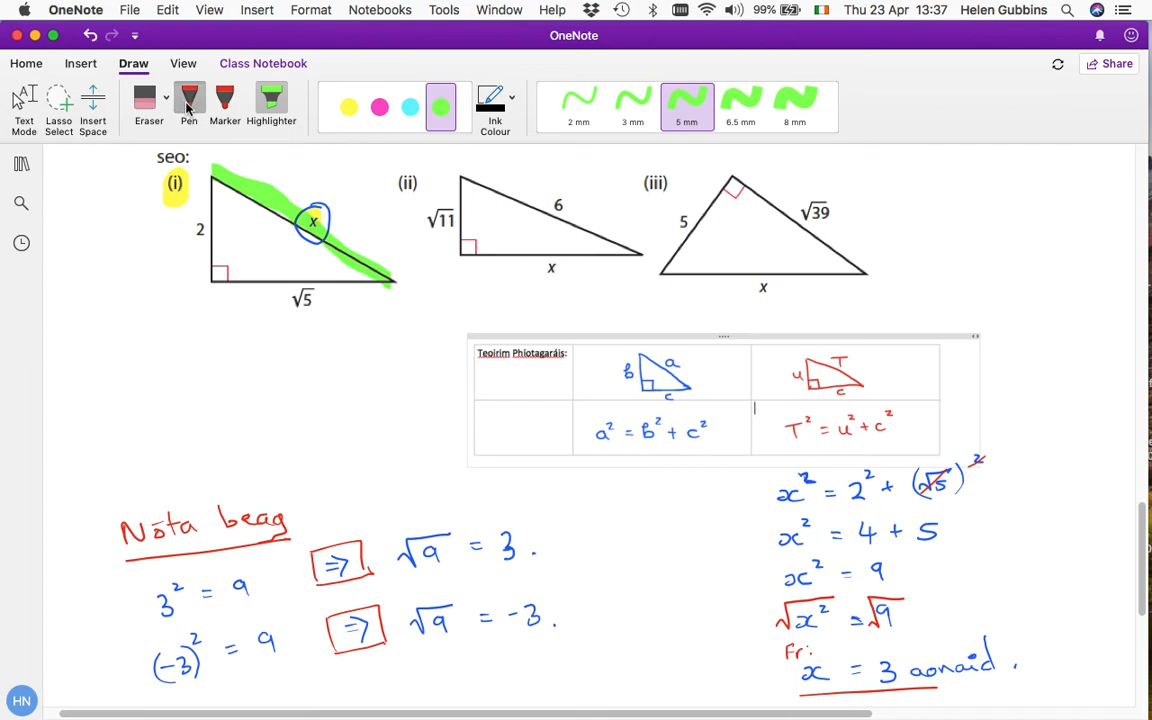 OneNote File Edit View Insert Format Notebooks Tools Window Help 99% Thu 23 Apr 13:37 Helen Gubbins
OneNote
Home Insert Draw View Class Notebook Share
Text Mode Lasso Select Insert Space Eraser Pen Marker Highlighter Ink Colour 2 mm 3 mm 5 mm 6.5 mm 8 mm
seo:
(i) (ii) (iii)
2 x √5
√11 6 x
5 √39 x
Teoirim Phíotagaráis:
b a c
u T c
a² = b² + c²
T² = u² + c²
x² = 2² + (√5)²
x² = 4 + 5
x² = 9
√x² = √9
Fr:
x = 3 aonaid.
Nóta beag
3² = 9 ⇒ √9 = 3.
(-3)² = 9 ⇒ √9 = -3.
HN